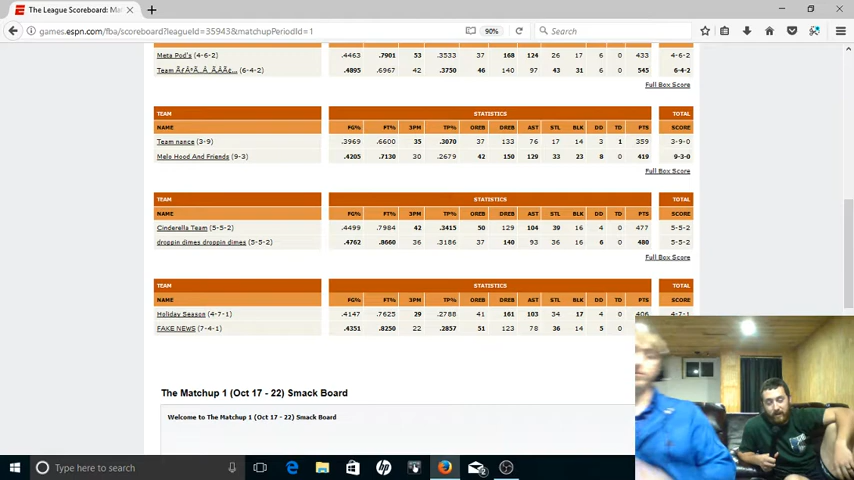 The League Scoreboard: Ma
games.espn.com/fba/scoreboard?leagueId=35943&matchupPeriodId=1
90%
Search
Meta Pod's (4-6-2) .4463 .7901 53 .3533 37 168 124 26 17 6 0 433 4-6-2
(6-4-2) .4895 .6967 42 .3750 46 140 97 43 31 6 0 545 6-4-2
Full Box Score
TEAM STATISTICS TOTAL
NAME FG% FT% 3PM TP% OREB DREB AST STL BLK DD TD PTS SCORE
Team nance (3-9) .3969 .6600 35 .3070 37 133 76 17 14 3 1 359 3-9-0
Melo Hood And Friends (9-3) .4205 .7130 30 .2679 42 150 129 33 23 8 0 419 9-3-0
Full Box Score
TEAM STATISTICS TOTAL
NAME FG% FT% 3PM TP% OREB DREB AST STL BLK DD TD PTS SCORE
Cinderella Team (5-5-2) .4499 .7984 42 .3415 50 129 104 39 16 4 0 477 5-5-2
droppin dimes droppin dimes (5-5-2) .4762 .8660 36 .3186 37 140 93 36 16 6 0 480 5-5-2
Full Box Score
TEAM STATISTICS TOTAL
NAME FG% FT% 3PM TP% OREB DREB AST STL BLK DD TD PTS SCORE
Holiday Season (4-7-1) .4147 .7625 29 .2788 41 161 103 34 17 4 0 406 4-7-1
FAKE NEWS (7-4-1) .4351 .8250 22 .2857 51 123 78 36 14 5 0
The Matchup 1 (Oct 17 - 22) Smack Board
Welcome to The Matchup 1 (Oct 17 - 22) Smack Board
Type here to search